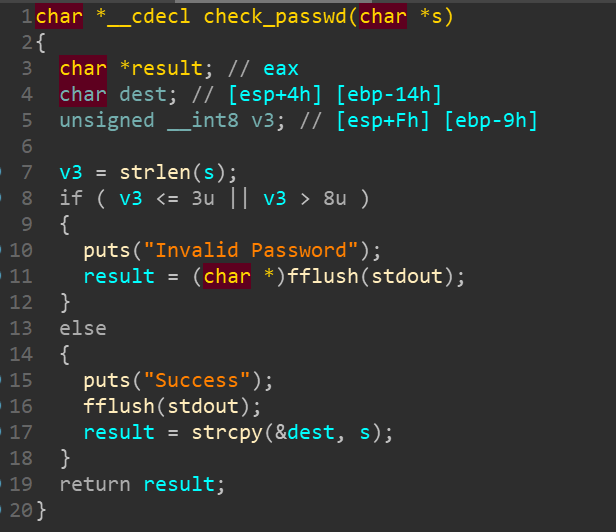 1 char *__cdecl check_passwd(char *s)
2 {
3   char *result; // eax
4   char dest; // [esp+4h] [ebp-14h]
5   unsigned __int8 v3; // [esp+Fh] [ebp-9h]
6
7   v3 = strlen(s);
8   if ( v3 <= 3u || v3 > 8u )
9   {
10     puts("Invalid Password");
11     result = (char *)fflush(stdout);
12   }
13   else
14   {
15     puts("Success");
16     fflush(stdout);
17     result = strcpy(&dest, s);
18   }
19   return result;
20 }